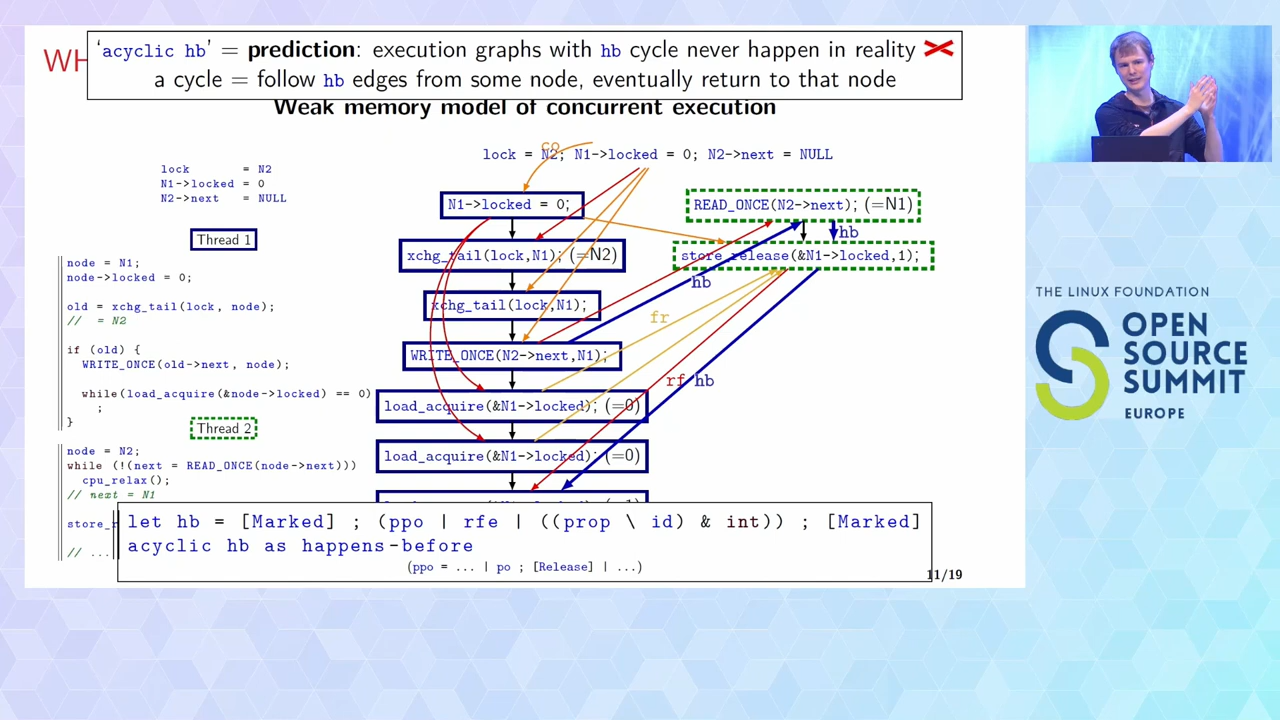 WH
'acyclic hb' = prediction: execution graphs with hb cycle never happen in reality
a cycle = follow hb edges from some node, eventually return to that node
Weak memory model of concurrent execution
lock = N2
N1->locked = 0
N2->next = NULL
Thread 1
node = N1;
node->locked = 0;
old = xchg_tail(lock, node);
// = N2
if (old) {
WRITE_ONCE(old->next, node);
while(load_acquire(&node->locked) == 0)
;
}
Thread 2
node = N2;
while (!(next = READ_ONCE(node->next)))
cpu_relax();
// next = N1
store_r
// ...
co
lock = N2; N1->locked = 0; N2->next = NULL
N1->locked = 0;
READ_ONCE(N2->next); (=N1)
hb
xchg_tail(lock,N1); (=N2)
store_release(&N1->locked,1);
hb
xchg_tail(lock,N1);
fr
WRITE_ONCE(N2->next,N1);
rf hb
load_acquire(&N1->locked); (=0)
load_acquire(&N1->locked); (=0)
let hb = [Marked] ; (ppo | rfe | ((prop \ id) & int)) ; [Marked]
acyclic hb as happens-before
(ppo = ... | po ; [Release] | ...)
11/19
THE LINUX FOUNDATION
OPEN
SOURCE
SUMMIT
EUROPE